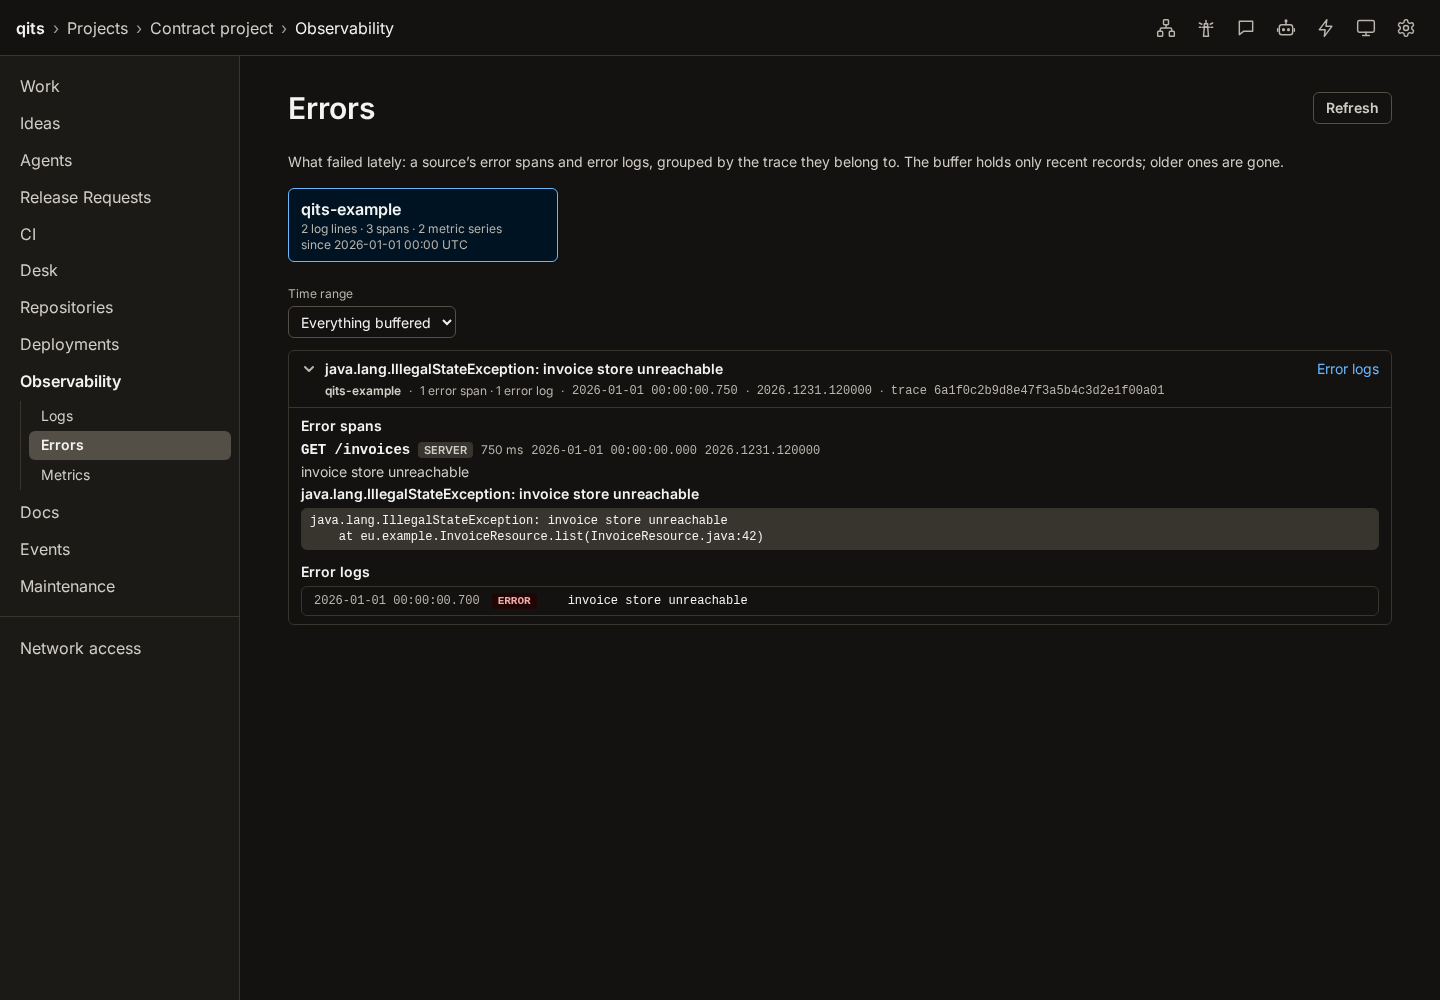 qits › Projects › Contract project › Observability
Work
Ideas
Agents
Release Requests
CI
Desk
Repositories
Deployments
Observability
Logs
Errors
Metrics
Docs
Events
Maintenance
Network access
Errors
Refresh
What failed lately: a source’s error spans and error logs, grouped by the trace they belong to. The buffer holds only recent records; older ones are gone.
qits-example
2 log lines · 3 spans · 2 metric series
since 2026-01-01 00:00 UTC
Time range
Everything buffered
java.lang.IllegalStateException: invoice store unreachable
Error logs
qits-example · 1 error span · 1 error log · 2026-01-01 00:00:00.750 · 2026.1231.120000 · trace 6a1f0c2b9d8e47f3a5b4c3d2e1f00a01
Error spans
GET /invoices SERVER 750 ms 2026-01-01 00:00:00.000 2026.1231.120000
invoice store unreachable
java.lang.IllegalStateException: invoice store unreachable
java.lang.IllegalStateException: invoice store unreachable
at eu.example.InvoiceResource.list(InvoiceResource.java:42)
Error logs
2026-01-01 00:00:00.700 ERROR invoice store unreachable